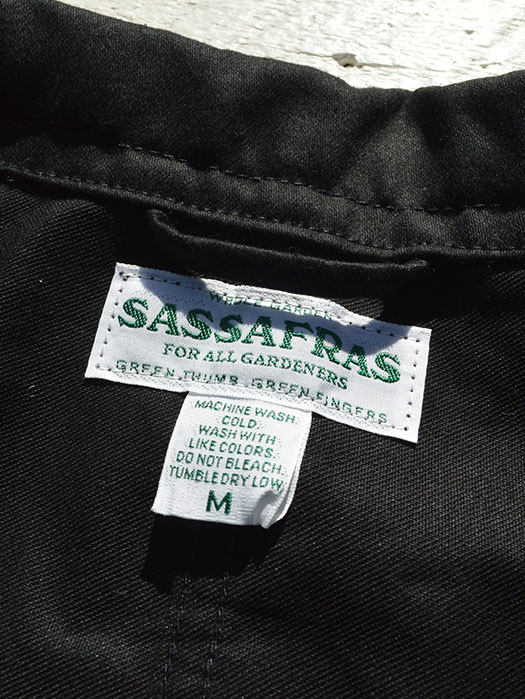 SASSAFRAS
FOR ALL GARDENERS
GREEN THUMB, GREEN FINGERS
MACHINE WASH
COLD.
WASH WITH
LIKE COLORS.
DO NOT BLEACH.
TUMBLE DRY LOW.
M